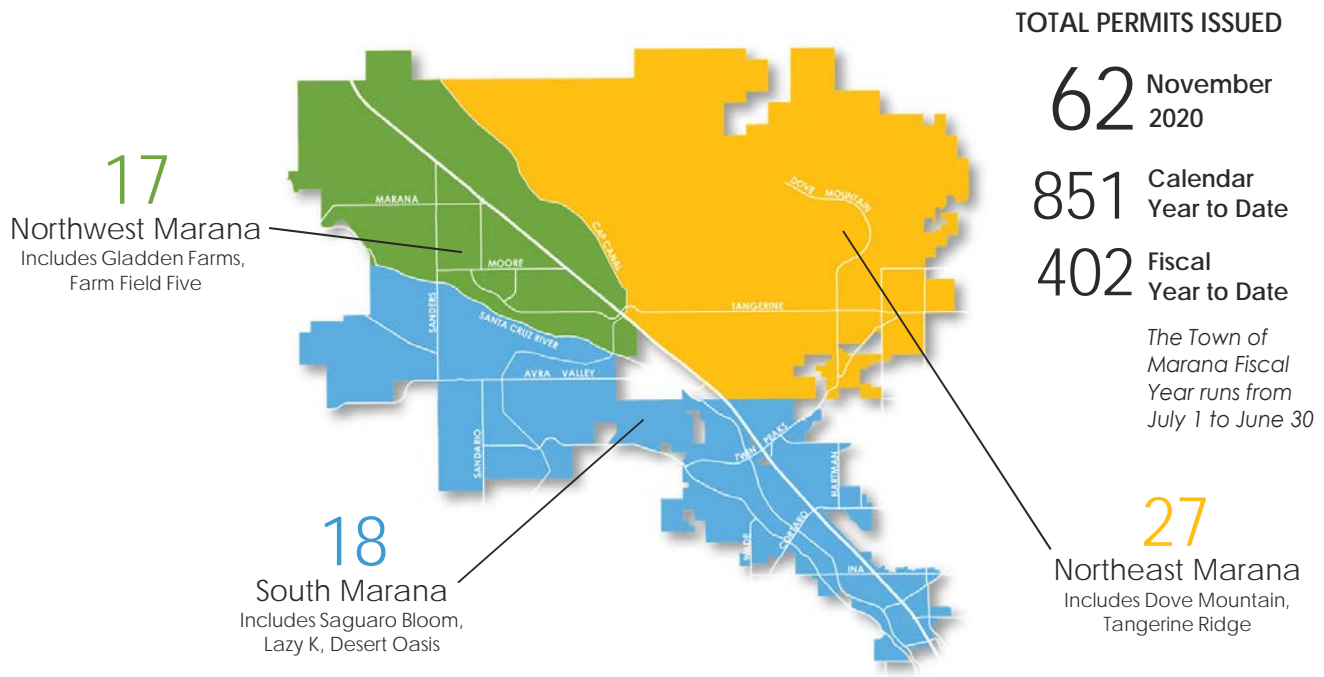 TOTAL PERMITS ISSUED
62 November
2020
851 Calendar
Year to Date
402 Fiscal
Year to Date
The Town of
Marana Fiscal
Year runs from
July 1 to June 30
17
Northwest Marana
Includes Gladden Farms,
Farm Field Five
MARANA
MOORE
SANDERS
SANTA CRUZ RIVER
CAP CANAL
DOVE MOUNTAIN
TANGERINE
AVRA VALLEY
SANDARIO
TWIN PEAKS
HARTMAN
WADE
CORTARO
INA
18
South Marana
Includes Saguaro Bloom,
Lazy K, Desert Oasis
27
Northeast Marana
Includes Dove Mountain,
Tangerine Ridge